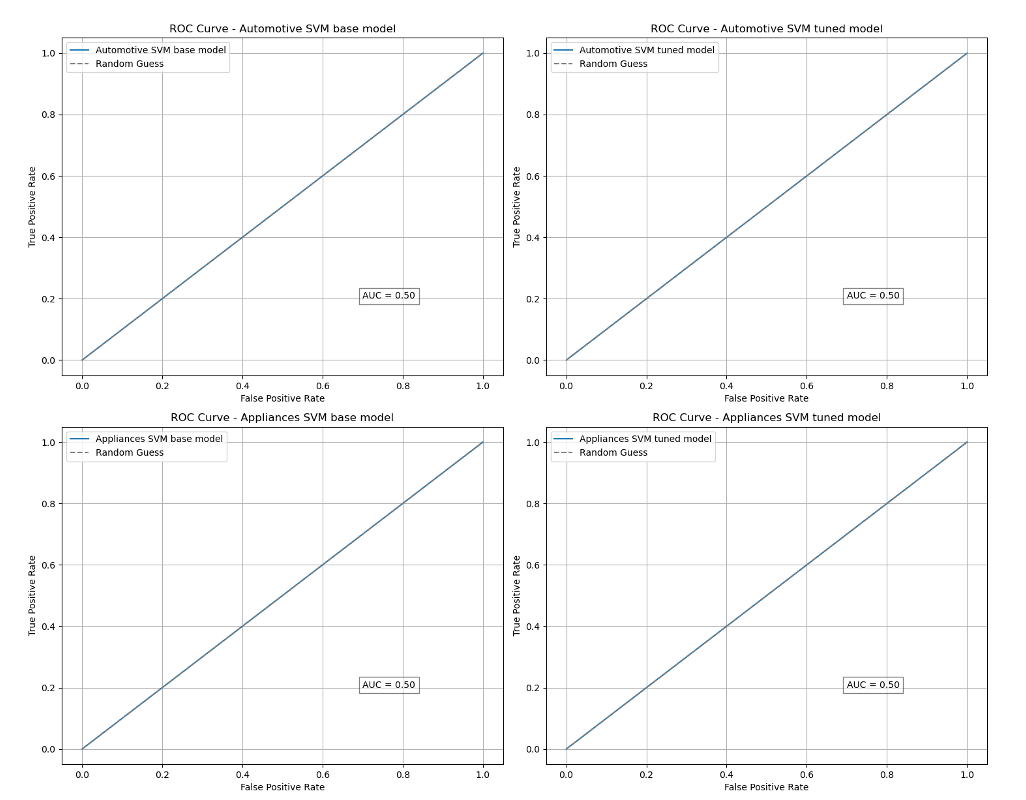 ROC Curve - Automotive SVM base model
Automotive SVM base model
Random Guess
True Positive Rate
1.0
0.8
0.6
0.4
0.2
0.0
AUC = 0.50
0.0 0.2 0.4 0.6 0.8 1.0
False Positive Rate
ROC Curve - Automotive SVM tuned model
Automotive SVM tuned model
Random Guess
True Positive Rate
1.0
0.8
0.6
0.4
0.2
0.0
AUC = 0.50
0.0 0.2 0.4 0.6 0.8 1.0
False Positive Rate
ROC Curve - Appliances SVM base model
Appliances SVM base model
Random Guess
True Positive Rate
1.0
0.8
0.6
0.4
0.2
0.0
AUC = 0.50
0.0 0.2 0.4 0.6 0.8 1.0
False Positive Rate
ROC Curve - Appliances SVM tuned model
Appliances SVM tuned model
Random Guess
True Positive Rate
1.0
0.8
0.6
0.4
0.2
0.0
AUC = 0.50
0.0 0.2 0.4 0.6 0.8 1.0
False Positive Rate